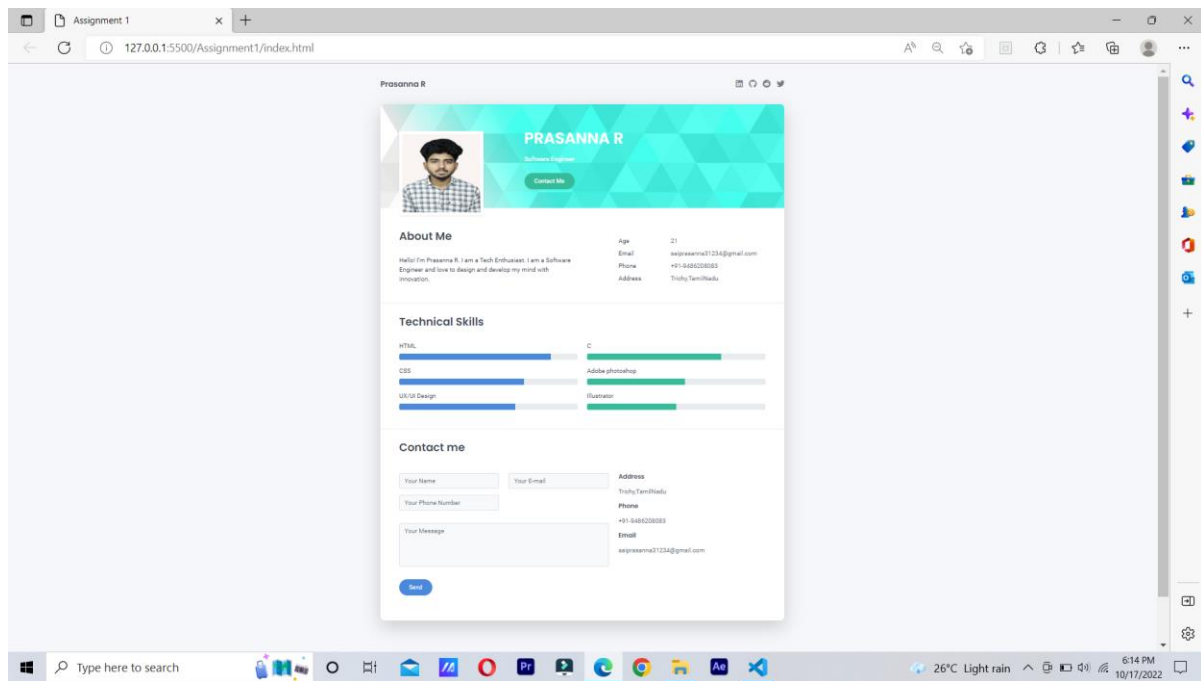 Assignment 1
127.0.0.1:5500/Assignment1/index.html
Prasanna R
PRASANNA R
Software Engineer
Contact Me
About Me
Hello! I'm Prasanna R. I am a Tech Enthusiast. I am a Software
Engineer and love to design and develop my mind with
innovation.
Age 21
Email saiprasanna31234@gmail.com
Phone +91-9486208083
Address Trichy,TamilNadu
Technical Skills
HTML
C
CSS
Adobe photoshop
UX/UI Design
Illustrator
Contact me
Your Name
Your E-mail
Your Phone Number
Your Message
Send
Address
Trichy,TamilNadu
Phone
+91-9486208083
Email
saiprasanna31234@gmail.com
Type here to search
Pr
Ae
26°C Light rain
6:14 PM
10/17/2022